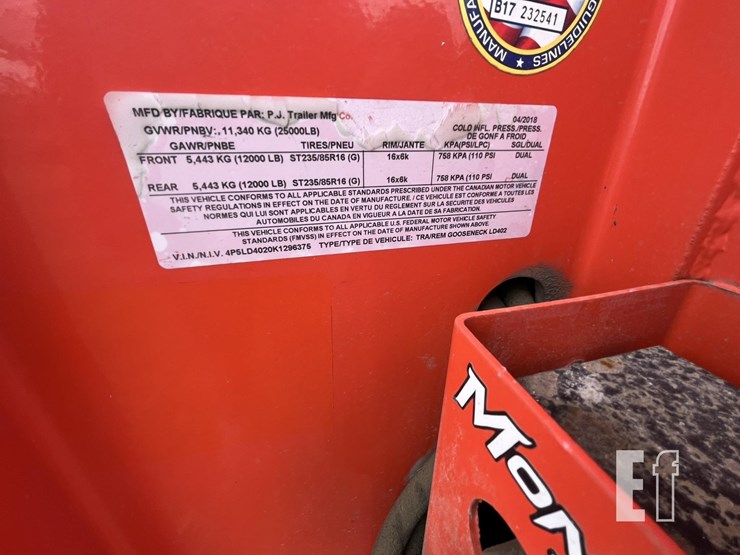 B17 232541
MANUFA
GUIDELINES
MFD BY/FABRIQUE PAR: P.J. Trailer Mfg Co.
04/2018
GVWR/PNBV: 11,340 KG (25000LB)
COLD INFL. PRESS./PRESS.
DE GONF A FROID
GAWR/PNBE TIRES/PNEU RIM/JANTE KPA(PSI/LPC) SGL/DUAL
FRONT 5,443 KG (12000 LB) ST235/85R16 (G) 16x6k 758 KPA (110 PSI DUAL
REAR 5,443 KG (12000 LB) ST235/85R16 (G) 16x6k 758 KPA (110 PSI DUAL
THIS VEHICLE CONFORMS TO ALL APPLICABLE STANDARDS PRESCRIBED UNDER THE CANADIAN MOTOR VEHICLE
SAFETY REGULATIONS IN EFFECT ON THE DATE OF MANUFACTURE. / CE VEHICULE EST CONFORME A TOUTES LES
NORMES QUI LUI SONT APPLICABLES EN VERTU DU REGLEMENT SUR LA SECURITE DES VEHICULES
AUTOMOBILES DU CANADA EN VIGUEUR A LA DATE DE SA FABRICATION.
THIS VEHICLE CONFORMS TO ALL APPLICABLE U.S. FEDERAL MOTOR VEHICLE SAFETY
STANDARDS (FMVSS) IN EFFECT ON THE DATE OF MANUFACTURE SHOWN ABOVE.
V.I.N./N.I.V. 4P5LD4020K1296375 TYPE/TYPE DE VEHICULE: TRA/REM GOOSENECK LD402
Mo
Ef